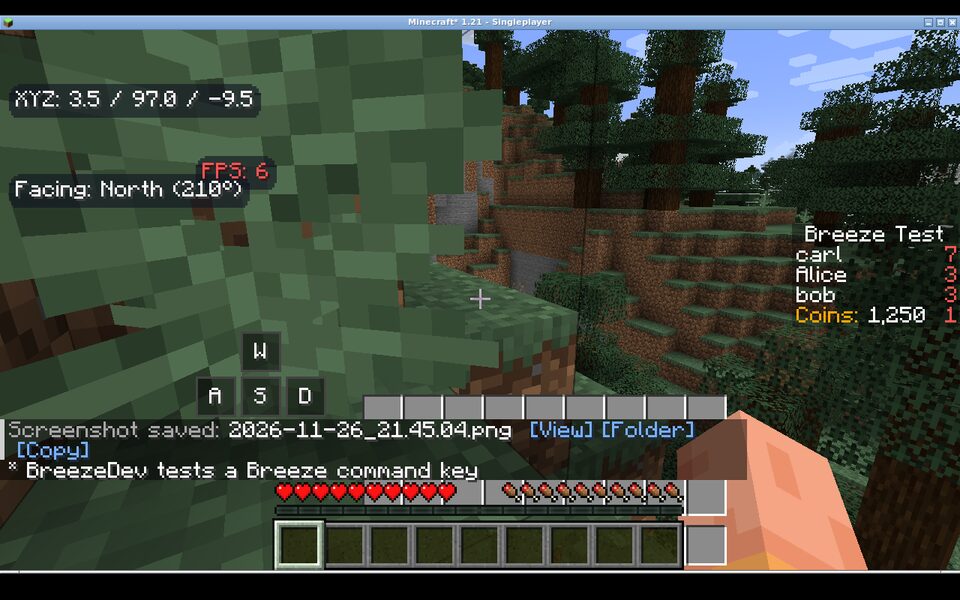 Minecraft* 1.21 - Singleplayer
XYZ: 3.5 / 97.0 / -9.5
FPS: 6
Facing: North (210°)
Breeze Test
carl 7
Alice 3
bob 3
Coins: 1,250 1
W
A S D
Screenshot saved: 2026-11-26_21.45.04.png [View] [Folder]
[Copy]
* BreezeDev tests a Breeze command key